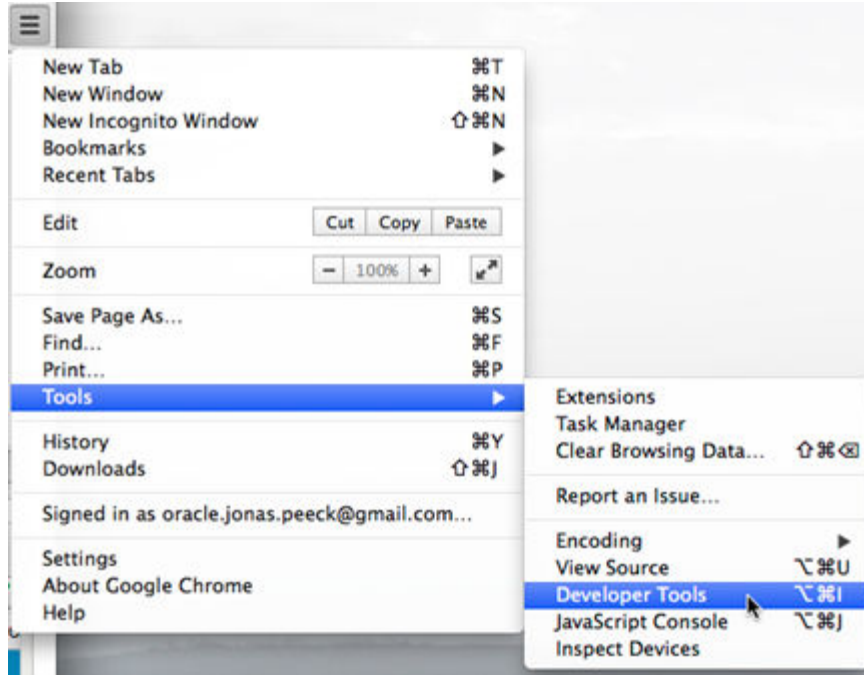 New Tab ⌘T
New Window ⌘N
New Incognito Window ⇧⌘N
Bookmarks ▶
Recent Tabs ▶
Edit Cut Copy Paste
Zoom − 100% +
Save Page As... ⌘S
Find... ⌘F
Print... ⌘P
Tools ▶
History ⌘Y
Downloads ⇧⌘J
Signed in as oracle.jonas.peeck@gmail.com...
Settings
About Google Chrome
Help
Extensions
Task Manager
Clear Browsing Data... ⇧⌘⌫
Report an Issue...
Encoding ▶
View Source ⌥⌘U
Developer Tools ⌥⌘I
JavaScript Console ⌥⌘J
Inspect Devices